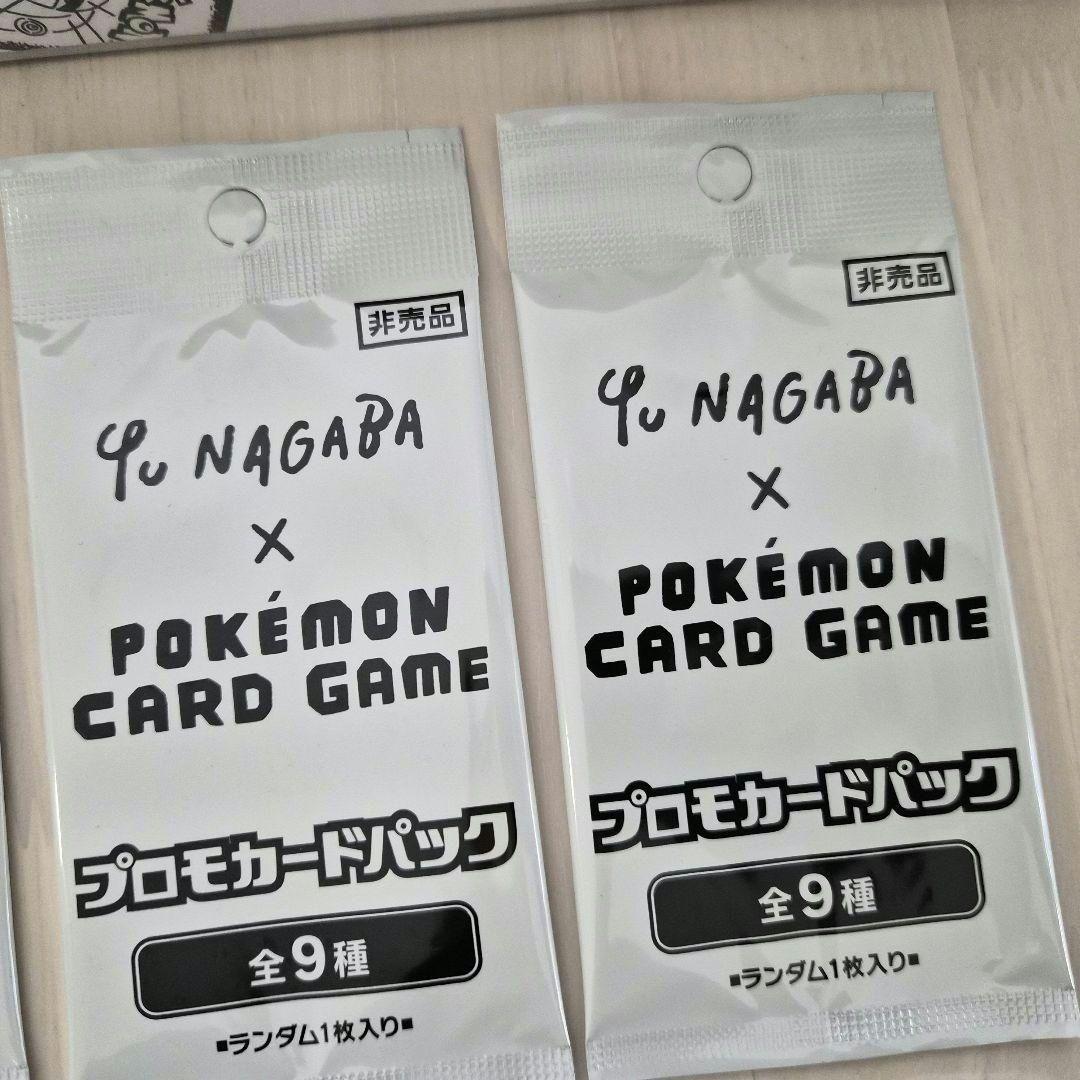 非売品
Yu NAGABA
×
POKÉMON
CARD GAME
プロモカードパック
全9種
■ランダム1枚入り■
非売品
Yu NAGABA
×
POKÉMON
CARD GAME
プロモカードパック
全9種
■ランダム1枚入り■